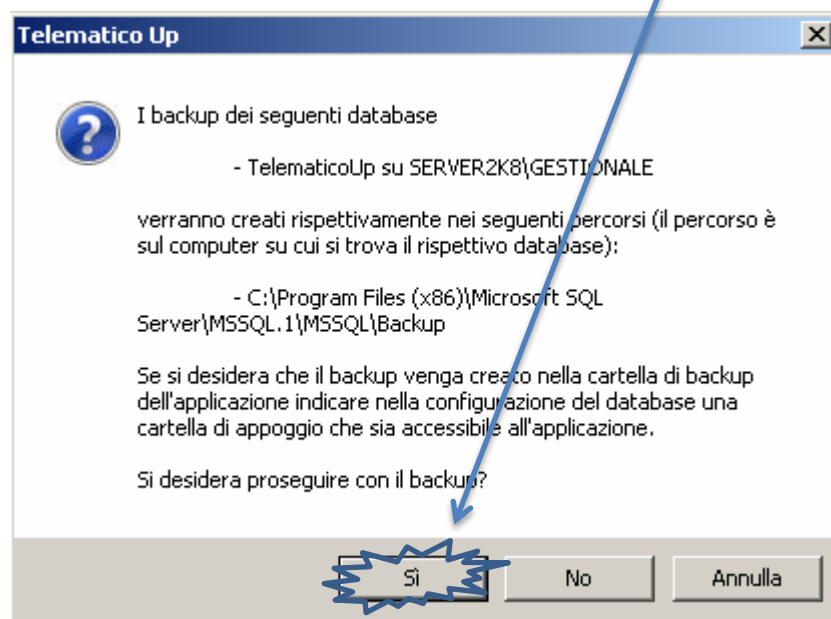 Telematico Up
I backup dei seguenti database
- TelematicoUp su SERVER2K8\GESTIONALE
verranno creati rispettivamente nei seguenti percorsi (il percorso è
sul computer su cui si trova il rispettivo database):
- C:\Program Files (x86)\Microsoft SQL
Server\MSSQL.1\MSSQL\Backup
Se si desidera che il backup venga creato nella cartella di backup
dell'applicazione indicare nella configurazione del database una
cartella di appoggio che sia accessibile all'applicazione.
Si desidera proseguire con il backup?
Sì No Annulla